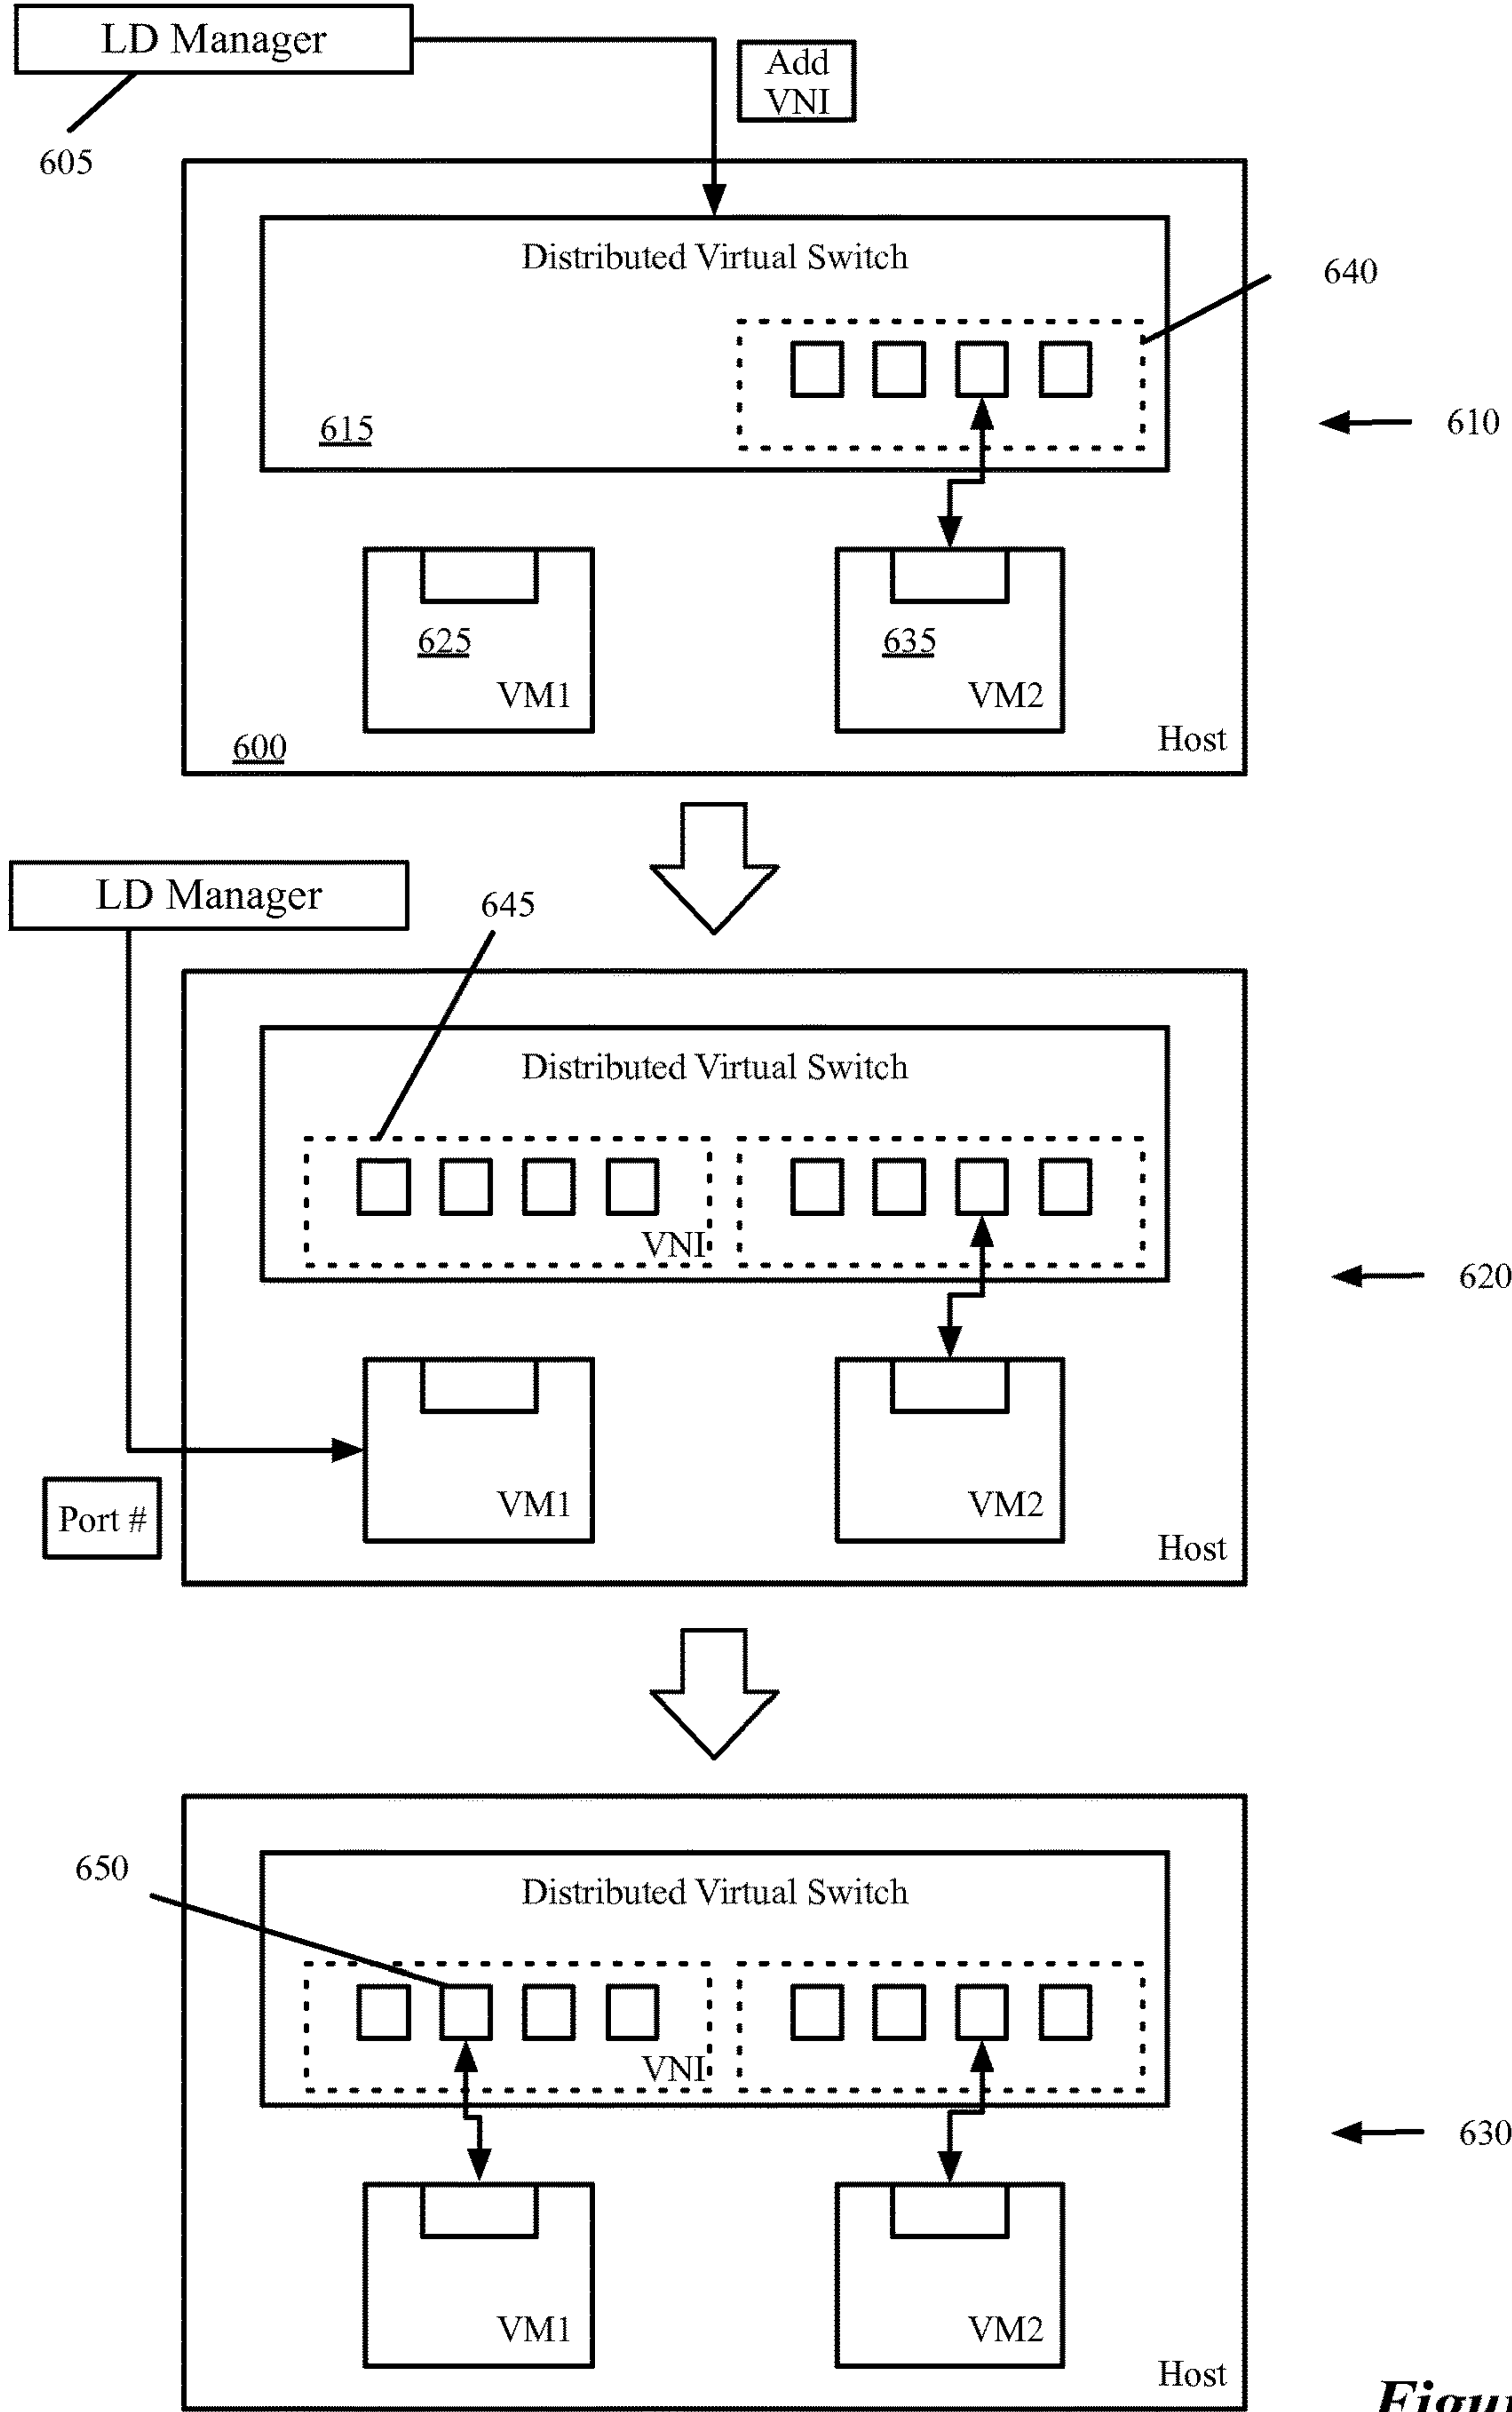 LD Manager
Add
VNI
605
Distributed Virtual Switch
640
615
610
625
635
VM1
VM2
600
Host
LD Manager
645
Distributed Virtual Switch
VNI
620
Port #
VM1
VM2
Host
650
Distributed Virtual Switch
VNI
630
VM1
VM2
Host